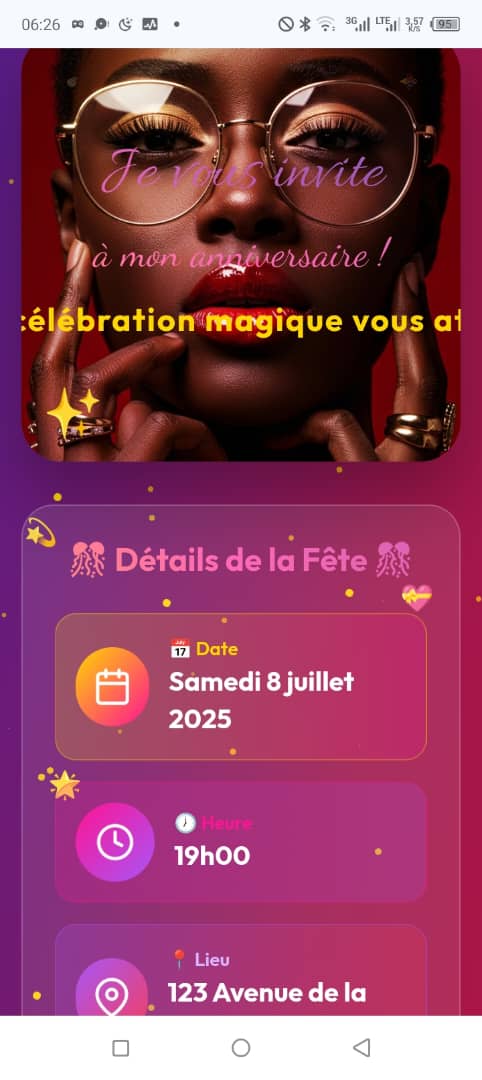 06:26
3G
LTE
3,57
K/S
95
Je vous invite
à mon anniversaire !
célébration magique vous at
🎊 Détails de la Fête 🎊
📅 Date
Samedi 8 juillet
2025
🕖 Heure
19h00
📍 Lieu
123 Avenue de la